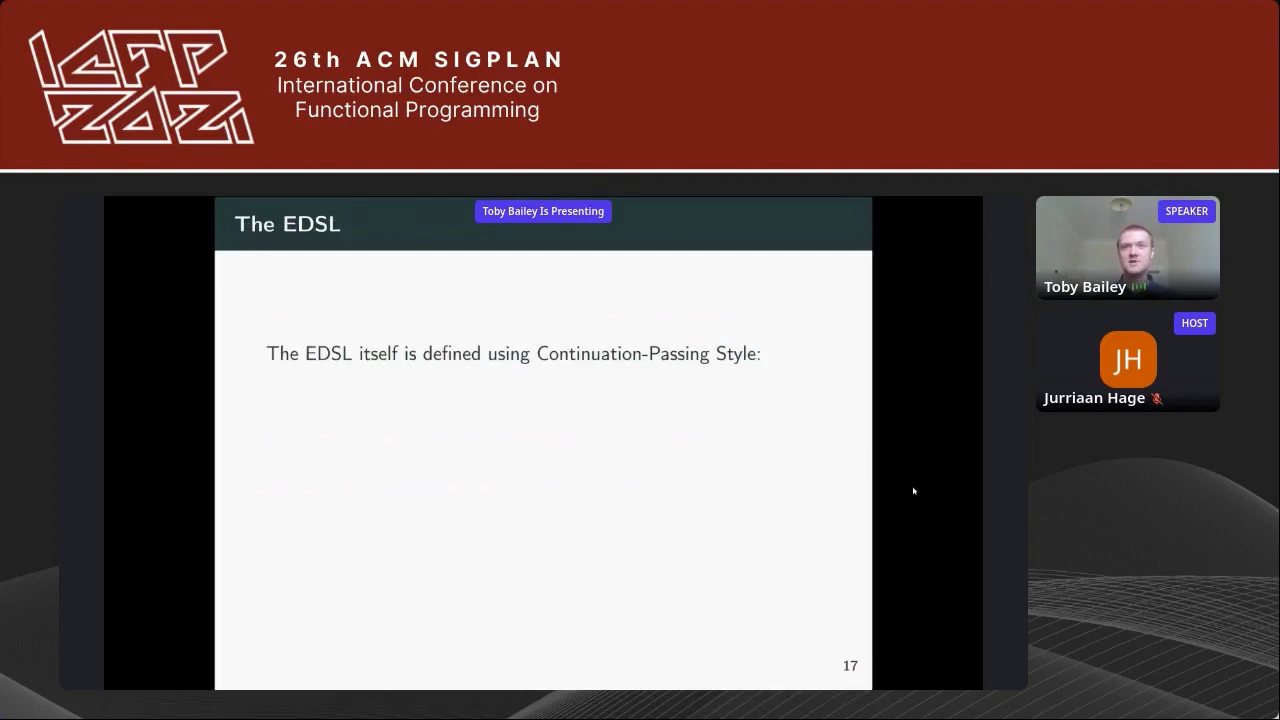 ICFP
2021
26th ACM SIGPLAN
International Conference on
Functional Programming
The EDSL
Toby Bailey Is Presenting
The EDSL itself is defined using Continuation-Passing Style:
17
SPEAKER
Toby Bailey
HOST
JH
Jurriaan Hage